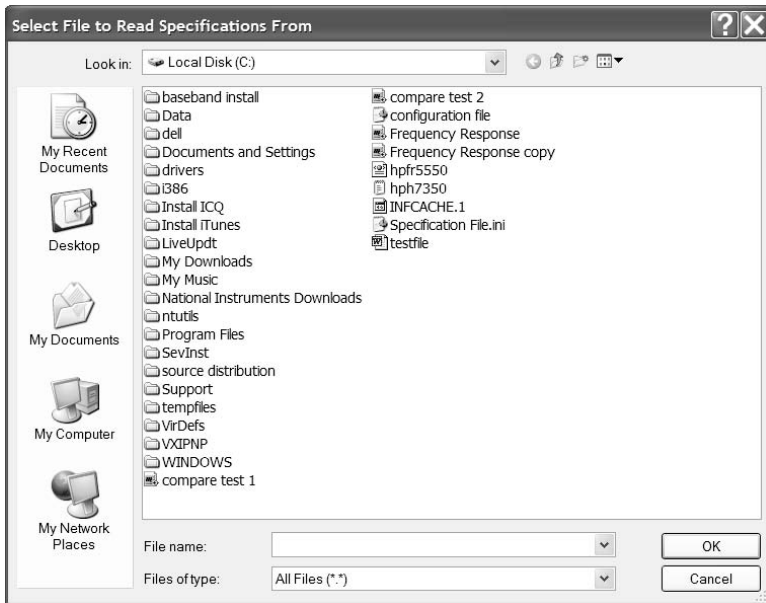 Select File to Read Specifications From
Look in:
Local Disk (C:)
My Recent
Documents
Desktop
My Documents
My Computer
My Network
Places
baseband install
Data
dell
Documents and Settings
drivers
i386
Install ICQ
Install iTunes
LiveUpdt
My Downloads
My Music
National Instruments Downloads
ntutils
Program Files
SevInst
source distribution
Support
tempfiles
VirDefs
VXIPNP
WINDOWS
compare test 1
compare test 2
configuration file
Frequency Response
Frequency Response copy
hpfr5550
hph7350
INFCACHE.1
Specification File.ini
testfile
File name:
OK
Files of type:
All Files (*.*)
Cancel